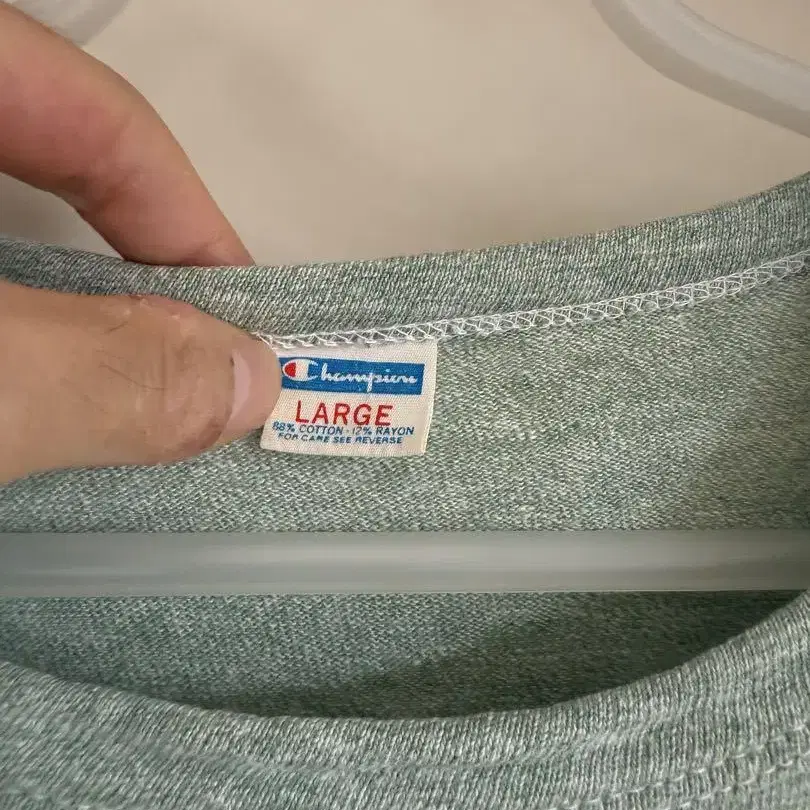 Champion
LARGE
88% COTTON · 12% RAYON
FOR CARE SEE REVERSE